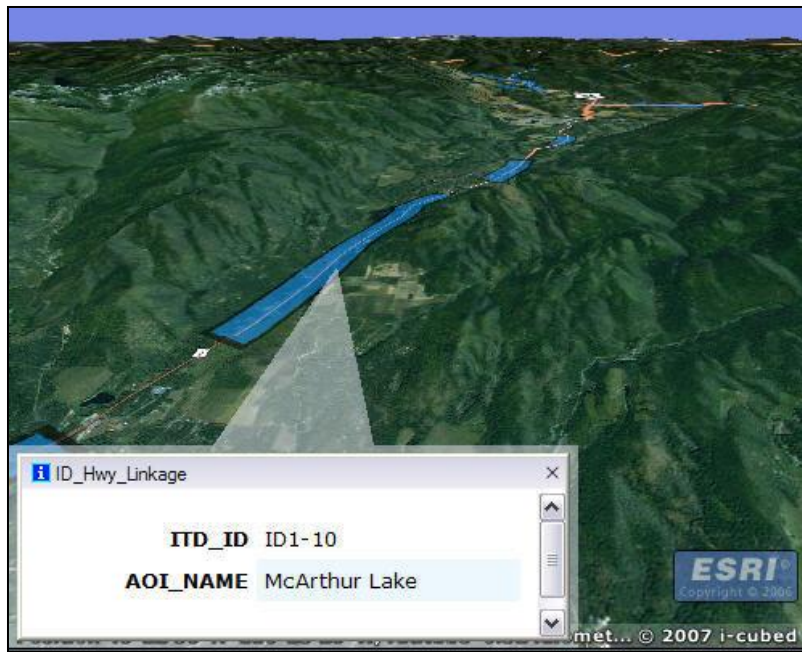 ID_Hwy_Linkage
ITD_ID ID1-10
AOI_NAME McArthur Lake
ESRI
Copyright © 2006
met... © 2007 i-cubed